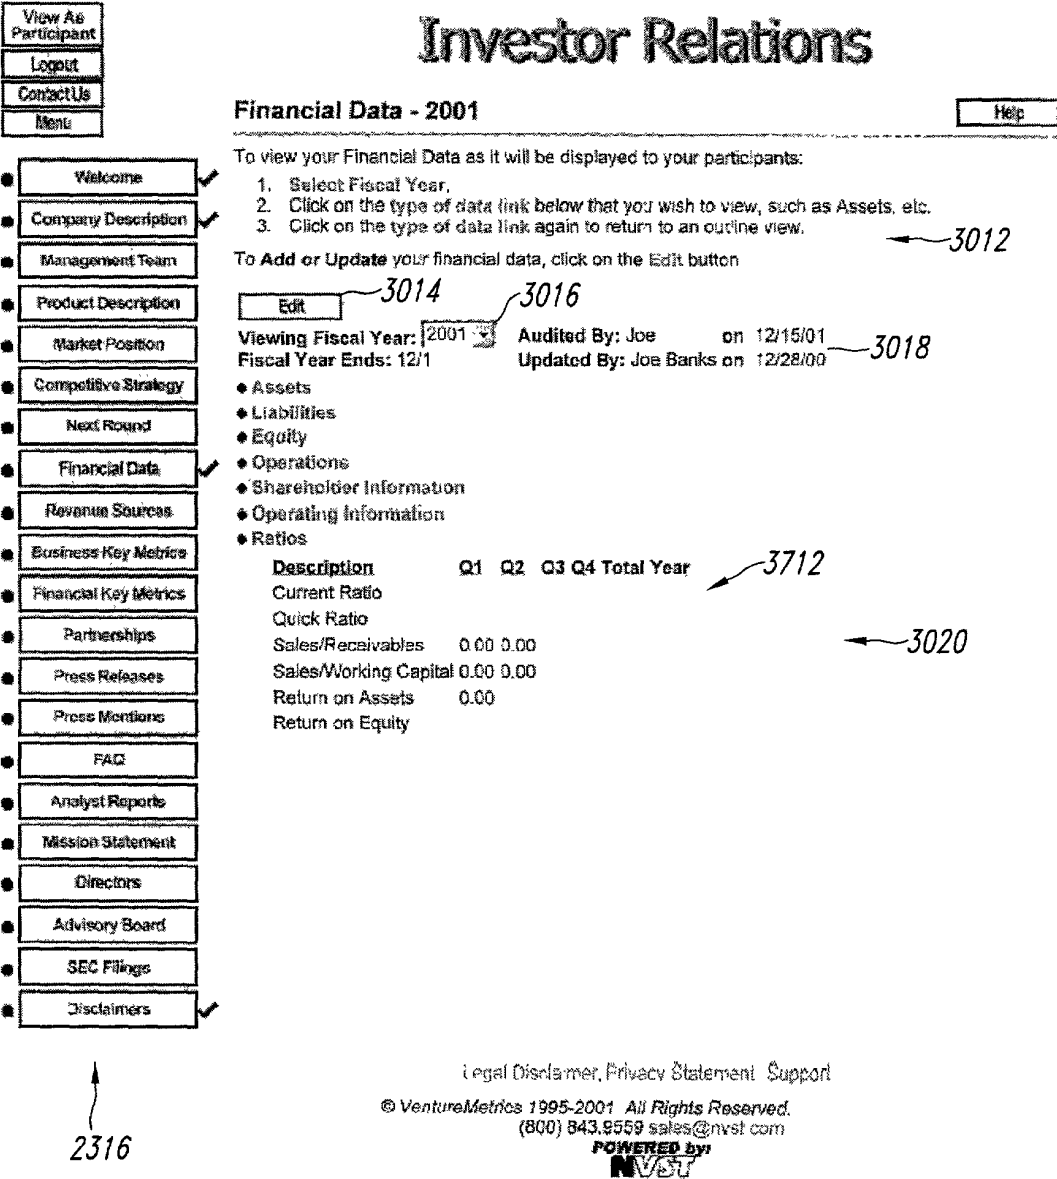 View As
Participant
Logout
Contact Us
Menu
Investor Relations
Financial Data - 2001
Help
To view your Financial Data as it will be displayed to your participants:
1. Select Fiscal Year,
2. Click on the type of data link below that you wish to view, such as Assets, etc.
3. Click on the type of data link again to return to an outline view.
3012
To Add or Update your financial data, click on the Edit button
Edit
3014
3016
Viewing Fiscal Year: 2001
Audited By: Joe on 12/15/01
Fiscal Year Ends: 12/1
Updated By: Joe Banks on 12/28/00
3018
Assets
Liabilities
Equity
Operations
Shareholder Information
Operating Information
Ratios
Description Q1 Q2 Q3 Q4 Total Year
3712
Current Ratio
Quick Ratio
Sales/Receivables 0.00 0.00
3020
Sales/Working Capital 0.00 0.00
Return on Assets 0.00
Return on Equity
Welcome
Company Description
Management Team
Product Description
Market Position
Competitive Strategy
Next Round
Financial Data
Revenue Sources
Business Key Metrics
Financial Key Metrics
Partnerships
Press Releases
Press Mentions
FAQ
Analyst Reports
Mission Statement
Directors
Advisory Board
SEC Filings
Disclaimers
2316
Legal Disclaimer, Privacy Statement Support
© VentureMetrics 1995-2001 All Rights Reserved.
(800) 843.9559 sales@nvst com
POWERED by:
NVST